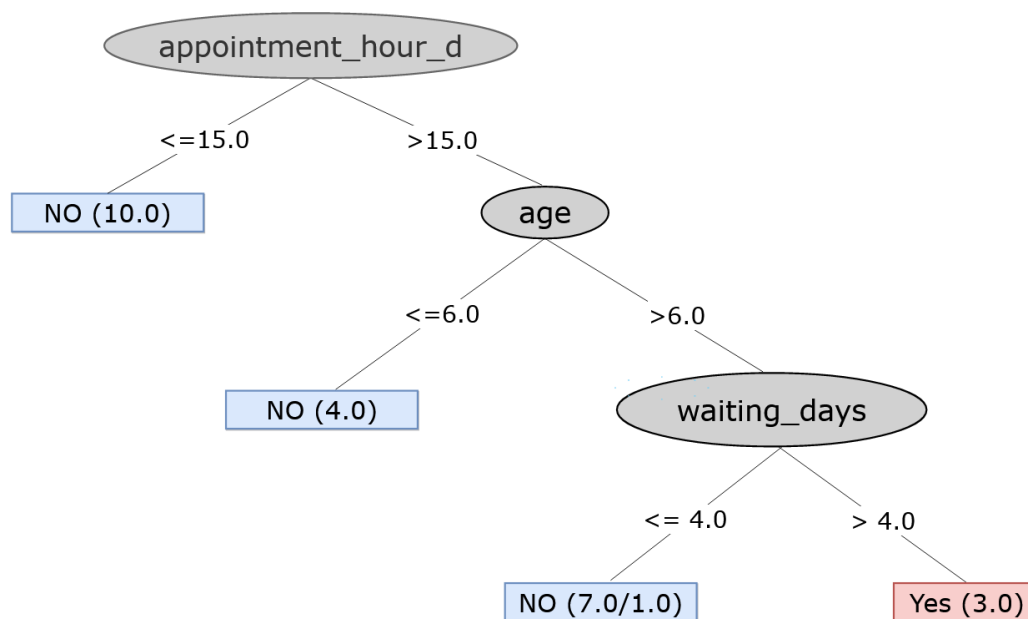 appointment_hour_d
<=15.0
>15.0
NO (10.0)
age
<=6.0
>6.0
NO (4.0)
waiting_days
<= 4.0
> 4.0
NO (7.0/1.0)
Yes (3.0)